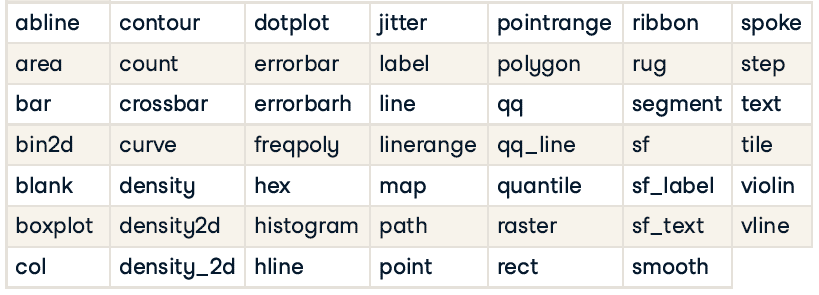 abline contour dotplot jitter pointrange ribbon spoke
area count errorbar label polygon rug step
bar crossbar errorbarh line qq segment text
bin2d curve freqpoly linerange qq_line sf tile
blank density hex map quantile sf_label violin
boxplot density2d histogram path raster sf_text vline
col density_2d hline point rect smooth